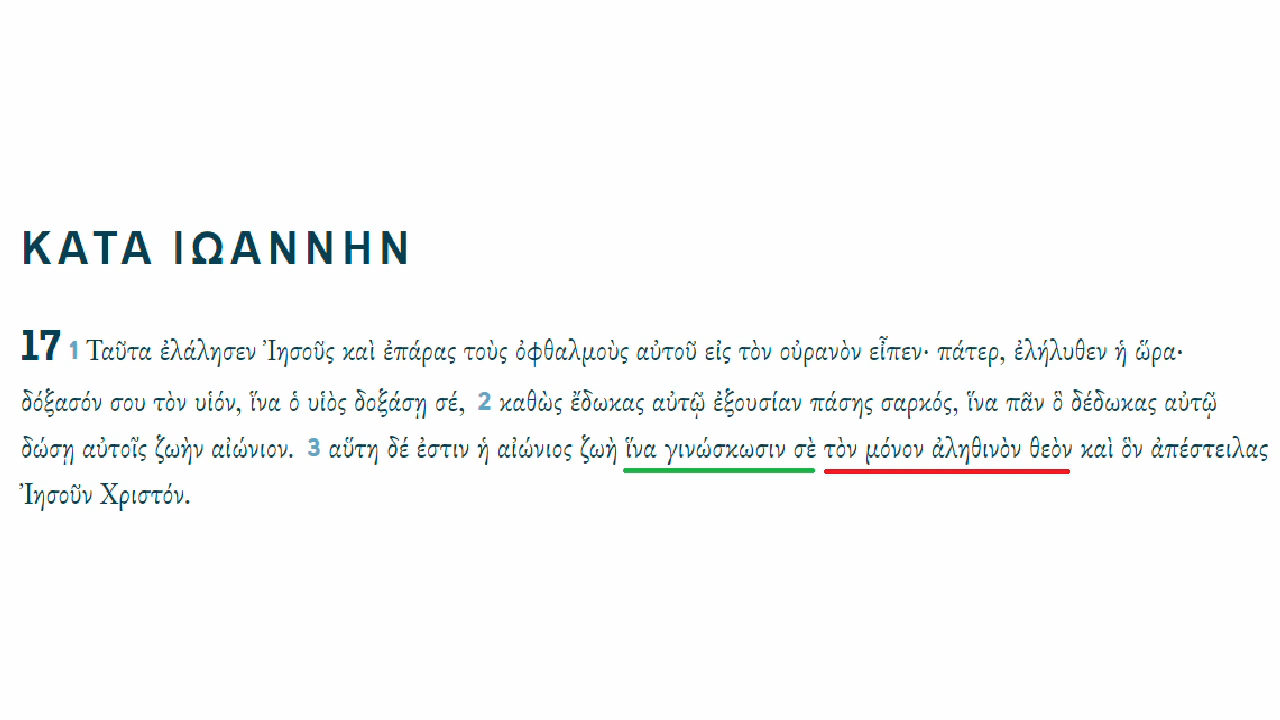 ΚΑΤΑ ΙΩΑΝΝΗΝ
17 1 Ταῦτα ἐλάλησεν Ἰησοῦς καὶ ἐπάρας τοὺς ὀφθαλμοὺς αὐτοῦ εἰς τὸν οὐρανὸν εἶπεν· πάτερ, ἐλήλυθεν ἡ ὥρα·
δόξασόν σου τὸν υἱόν, ἵνα ὁ υἱὸς δοξάσῃ σέ, 2 καθὼς ἔδωκας αὐτῷ ἐξουσίαν πάσης σαρκός, ἵνα πᾶν ὃ δέδωκας αὐτῷ
δώσῃ αὐτοῖς ζωὴν αἰώνιον. 3 αὕτη δέ ἐστιν ἡ αἰώνιος ζωὴ ἵνα γινώσκωσιν σὲ τὸν μόνον ἀληθινὸν θεὸν καὶ ὃν ἀπέστειλας
Ἰησοῦν Χριστόν.